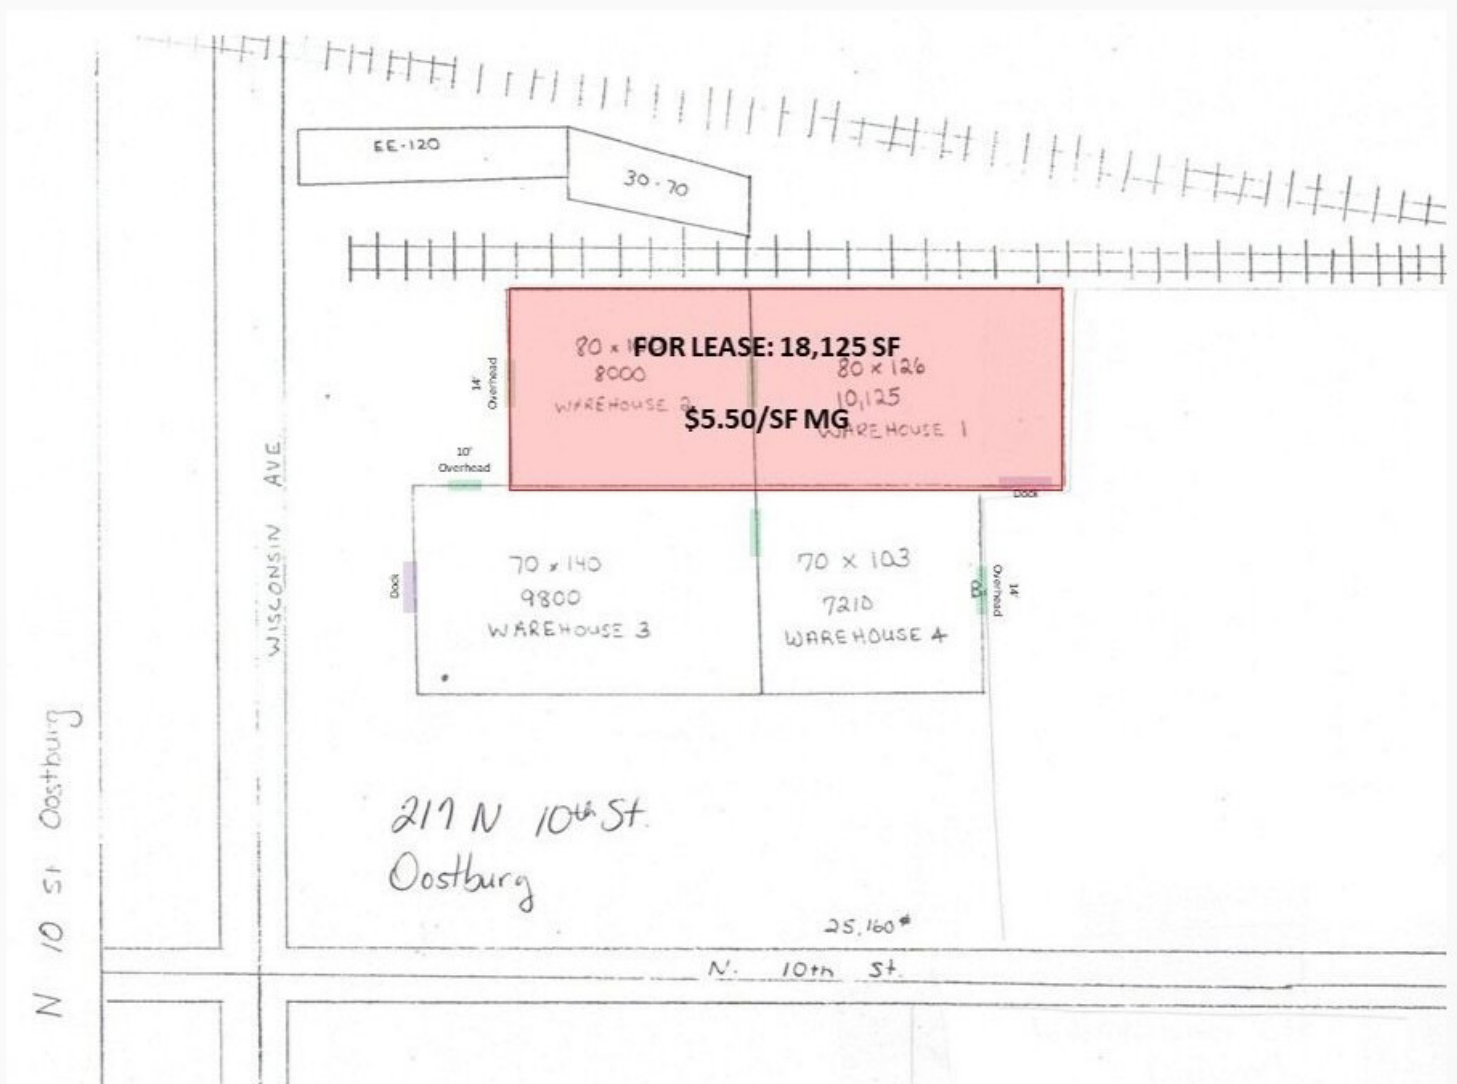 EE-120
30-70
FOR LEASE: 18,125 SF
$5.50/SF MG
80 x
8000
WAREHOUSE 2
80 x 126
10,125
WAREHOUSE 1
14'
Overhead
10'
Overhead
Dock
Dock
70 x 140
9800
WAREHOUSE 3
70 x 103
7210
WAREHOUSE 4
14'
Overhead
WISCONSIN AVE
N 10 St Oostburg
217 N 10th St.
Oostburg
25,160#
N. 10th St.